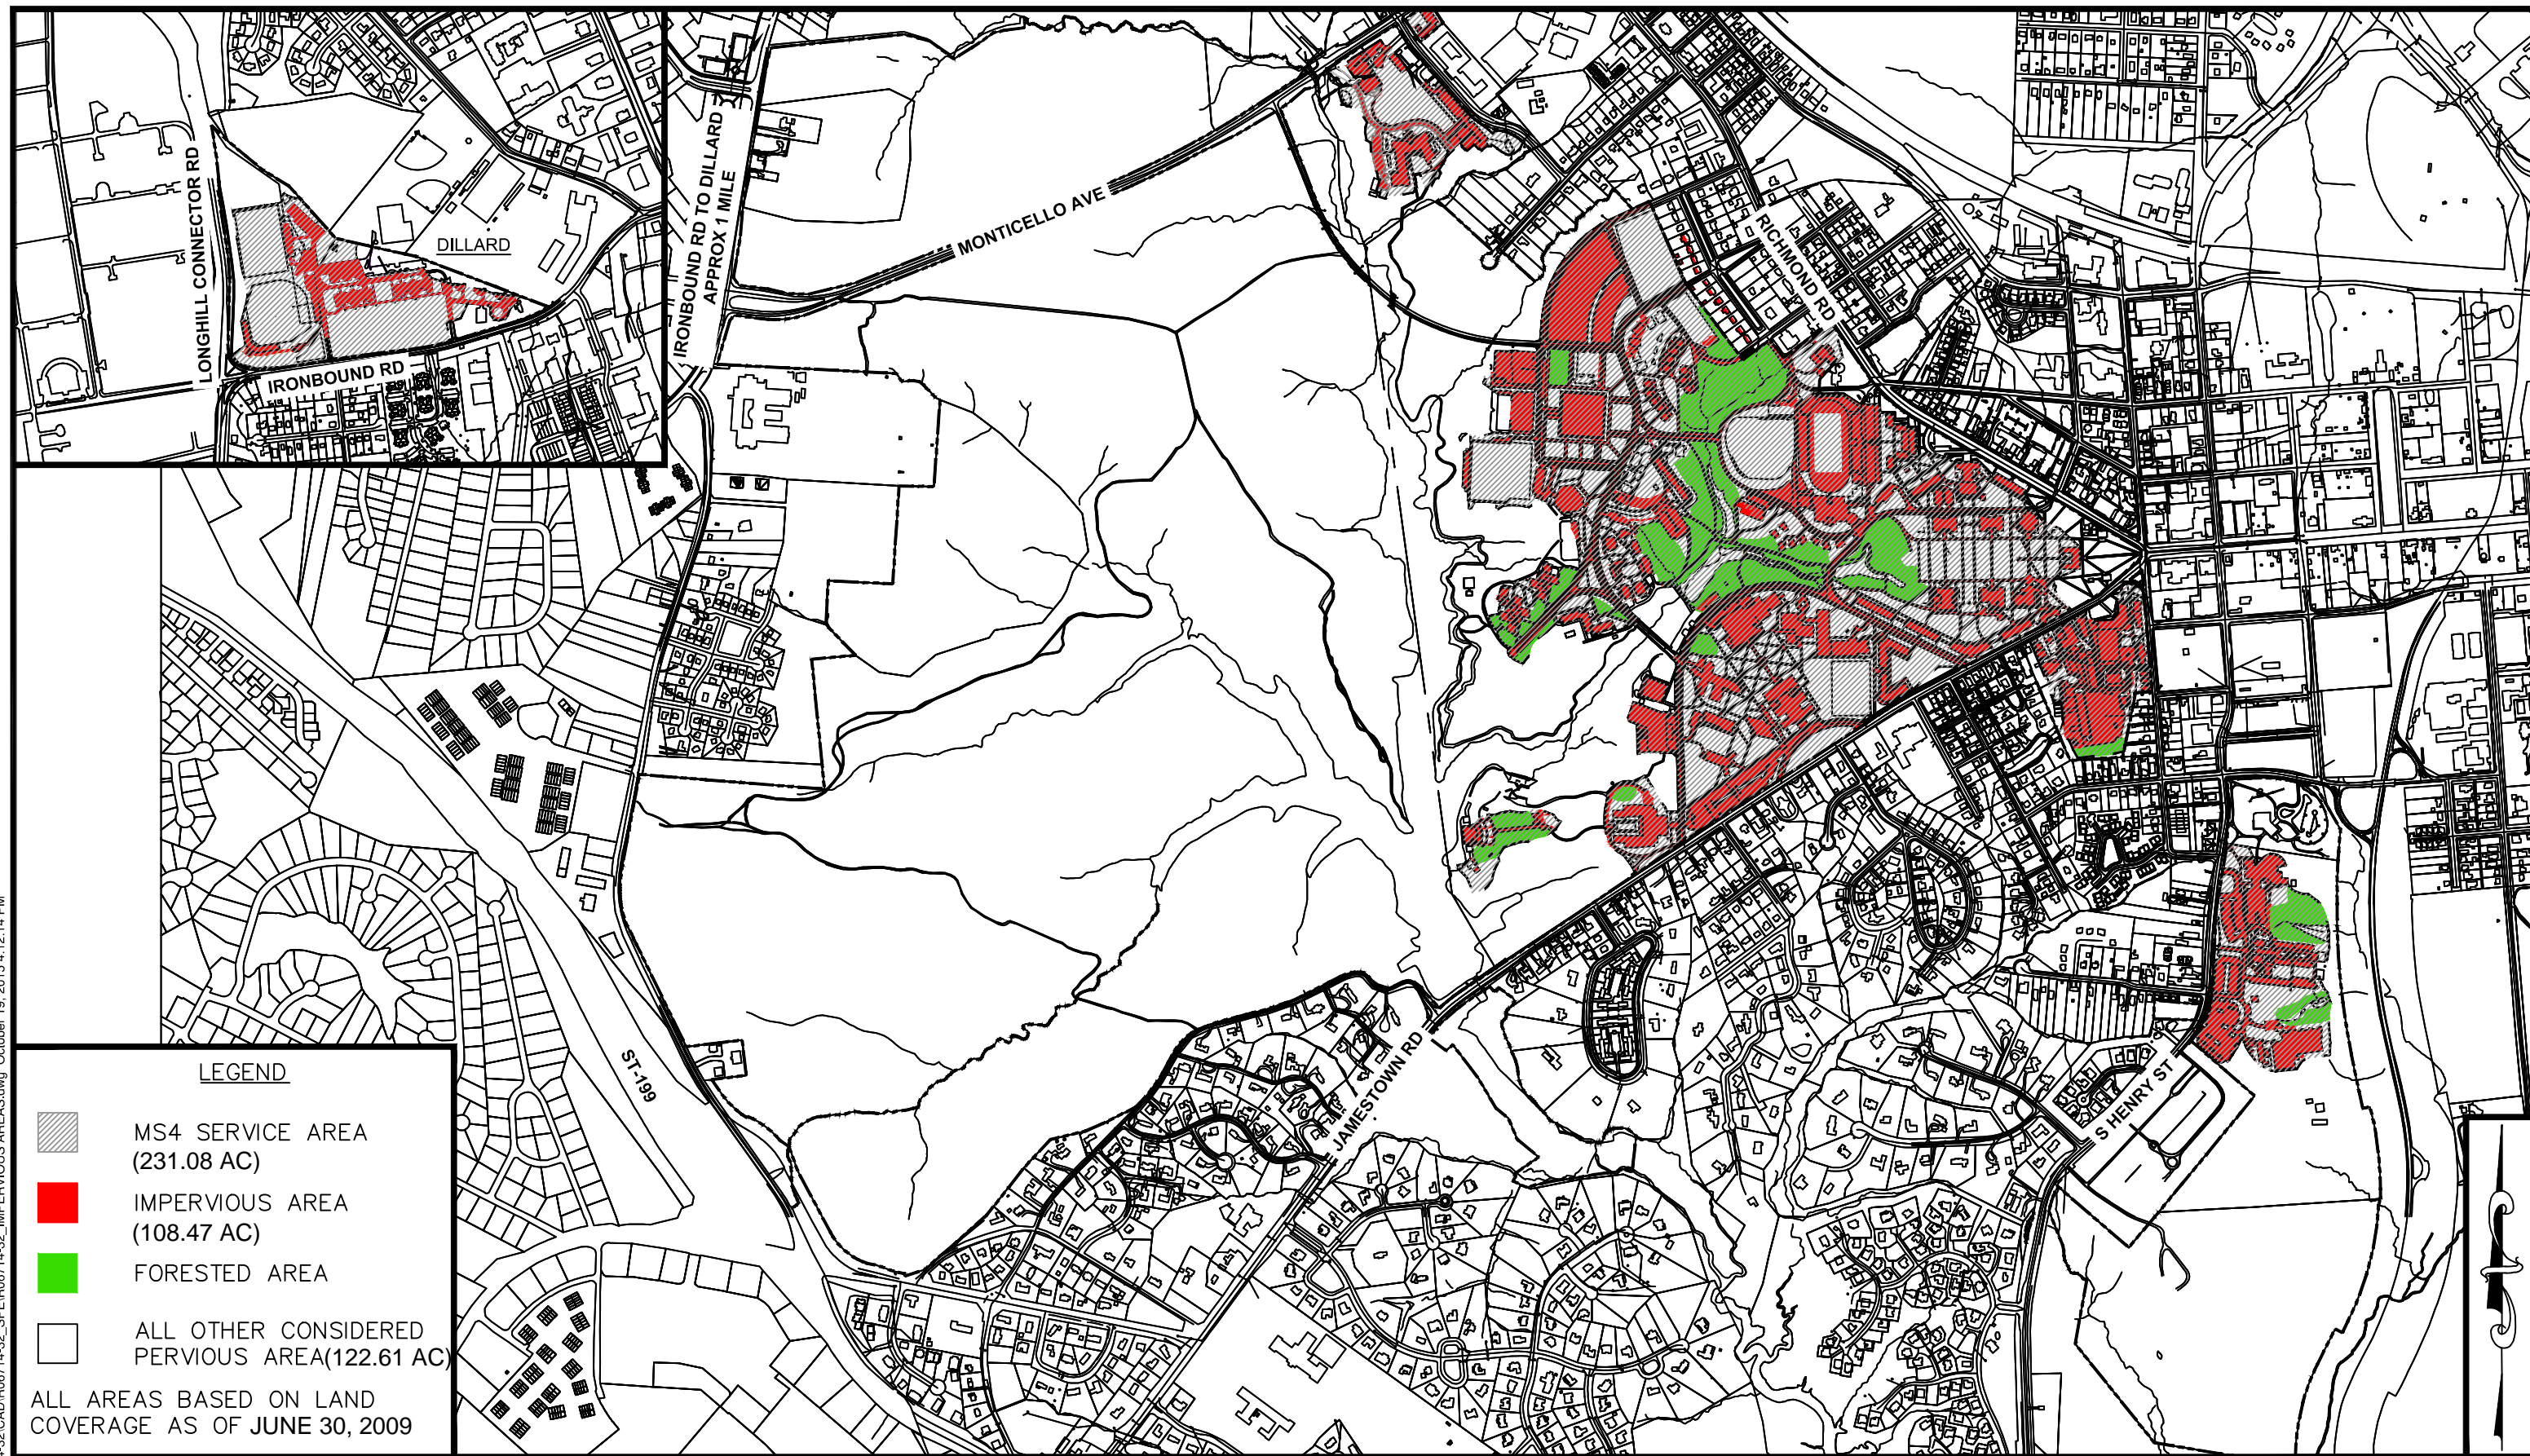 LONGHILL CONNECTOR RD
DILLARD
IRONBOUND RD
IRONBOUND RD TO DILLARD
APPROX 1 MILE
MONTICELLO AVE
RICHMOND RD
ST-199
JAMESTOWN RD
S HENRY ST
LEGEND
MS4 SERVICE AREA
(231.08 AC)
IMPERVIOUS AREA
(108.47 AC)
FORESTED AREA
ALL OTHER CONSIDERED
PERVIOUS AREA(122.61 AC)
ALL AREAS BASED ON LAND
COVERAGE AS OF JUNE 30, 2009